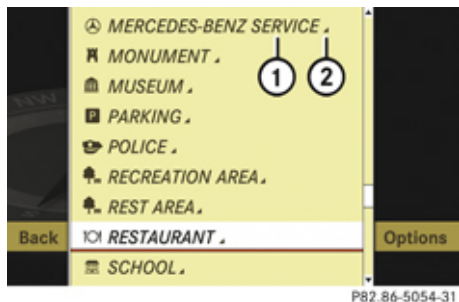 MERCEDES-BENZ SERVICE
1 2
MONUMENT
MUSEUM
P PARKING
POLICE
RECREATION AREA
REST AREA
Back RESTAURANT Options
SCHOOL
NW
P82.86-5054-31